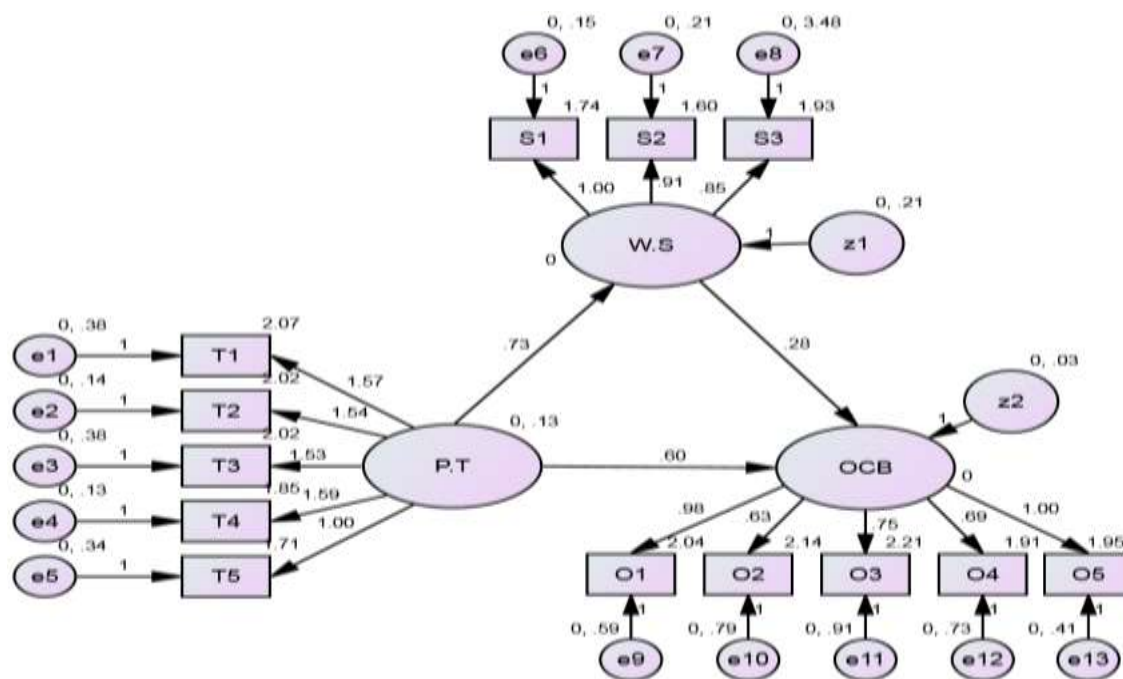 0, .15
0, .21
0, 3.48
e6
e7
e8
1
1
1
1.74
1.60
1.93
S1
S2
S3
1.00
.91
.85
0, .21
W.S
1
z1
0
0, .38
2.07
e1
1
T1
.73
.28
0, .14
2.02
1.57
0, .03
e2
1
T2
1.54
z2
0, .38
2.02
0, .13
1
e3
1
T3
1.53
P.T
.60
OCB
0
0, .13
1.85
1.59
e4
1
T4
1.00
0, .34
.71
e5
1
T5
.98
.63
.75
.69
1.00
2.04
2.14
2.21
1.91
1.95
O1
O2
O3
O4
O5
1
1
1
1
1
0, .59
0, .79
0, .91
0, .73
0, .41
e9
e10
e11
e12
e13